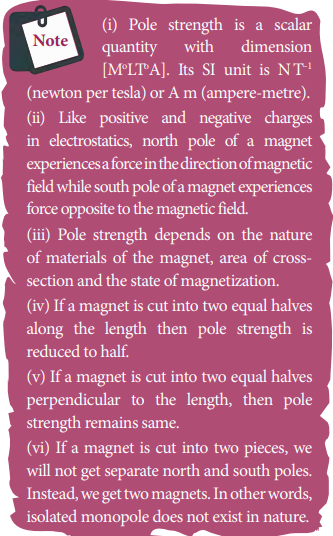 Note
(i) Pole strength is a scalar
quantity with dimension
[M⁰LT⁰A]. Its SI unit is N T⁻¹
(newton per tesla) or A m (ampere-metre).
(ii) Like positive and negative charges
in electrostatics, north pole of a magnet
experiences a force in the direction of magnetic
field while south pole of a magnet experiences
force opposite to the magnetic field.
(iii) Pole strength depends on the nature
of materials of the magnet, area of cross-
section and the state of magnetization.
(iv) If a magnet is cut into two equal halves
along the length then pole strength is
reduced to half.
(v) If a magnet is cut into two equal halves
perpendicular to the length, then pole
strength remains same.
(vi) If a magnet is cut into two pieces, we
will not get separate north and south poles.
Instead, we get two magnets. In other words,
isolated monopole does not exist in nature.